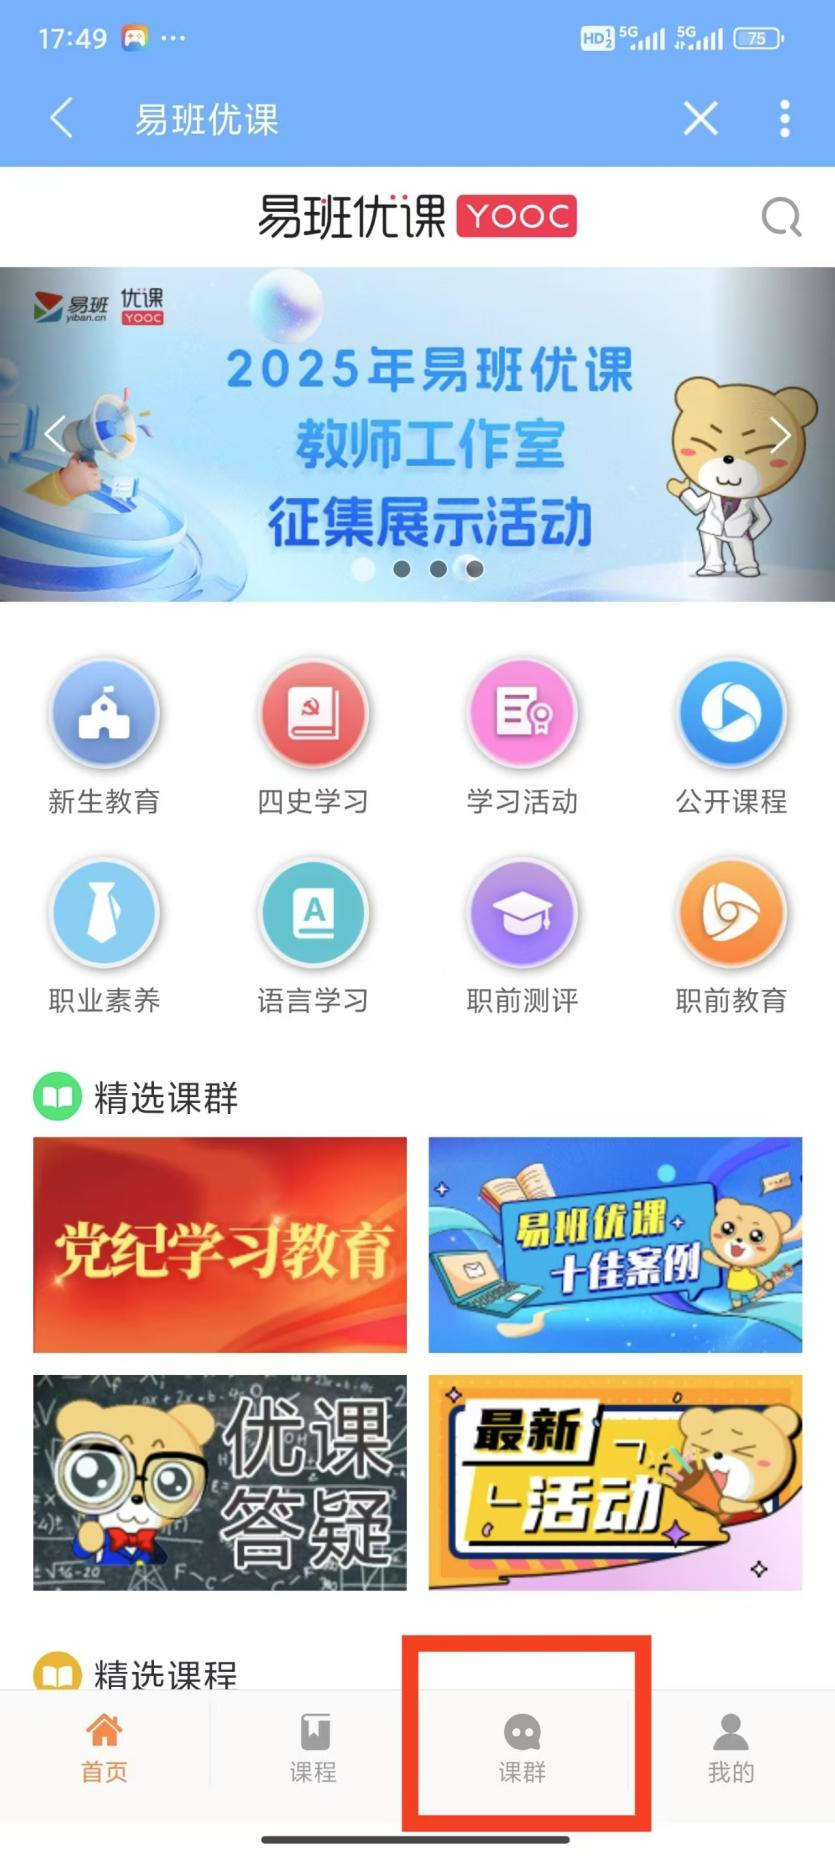 17:49 ... HD 1 2 5G 5G 75
易班优课
易班优课 YOOC
易班 优课
yiban.cn YOOC
2025年易班优课
教师工作室
征集展示活动
新生教育 四史学习 学习活动 公开课程
A
职业素养 语言学习 职前测评 职前教育
精选课群
党纪学习教育
易班优课
十佳案例
优课
答疑
最新
活动
精选课程
首页 课程 课群 我的